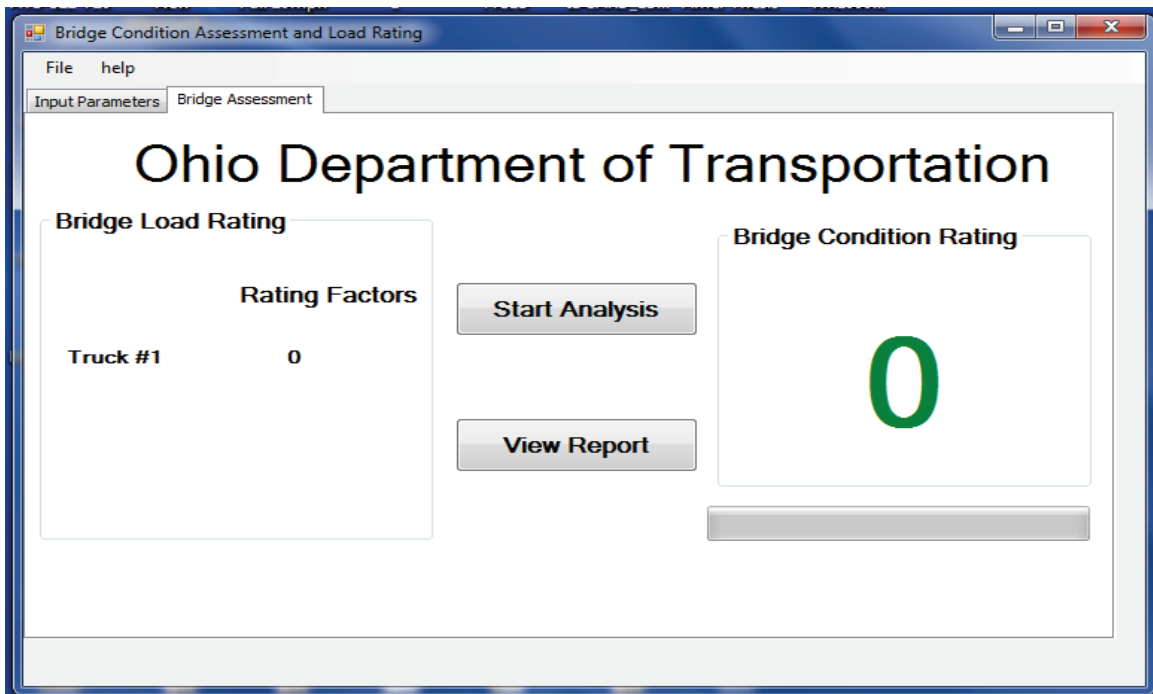 Bridge Condition Assessment and Load Rating
File help
Input Parameters Bridge Assessment
Ohio Department of Transportation
Bridge Load Rating
Bridge Condition Rating
Rating Factors
Start Analysis
Truck #1 0
0
View Report